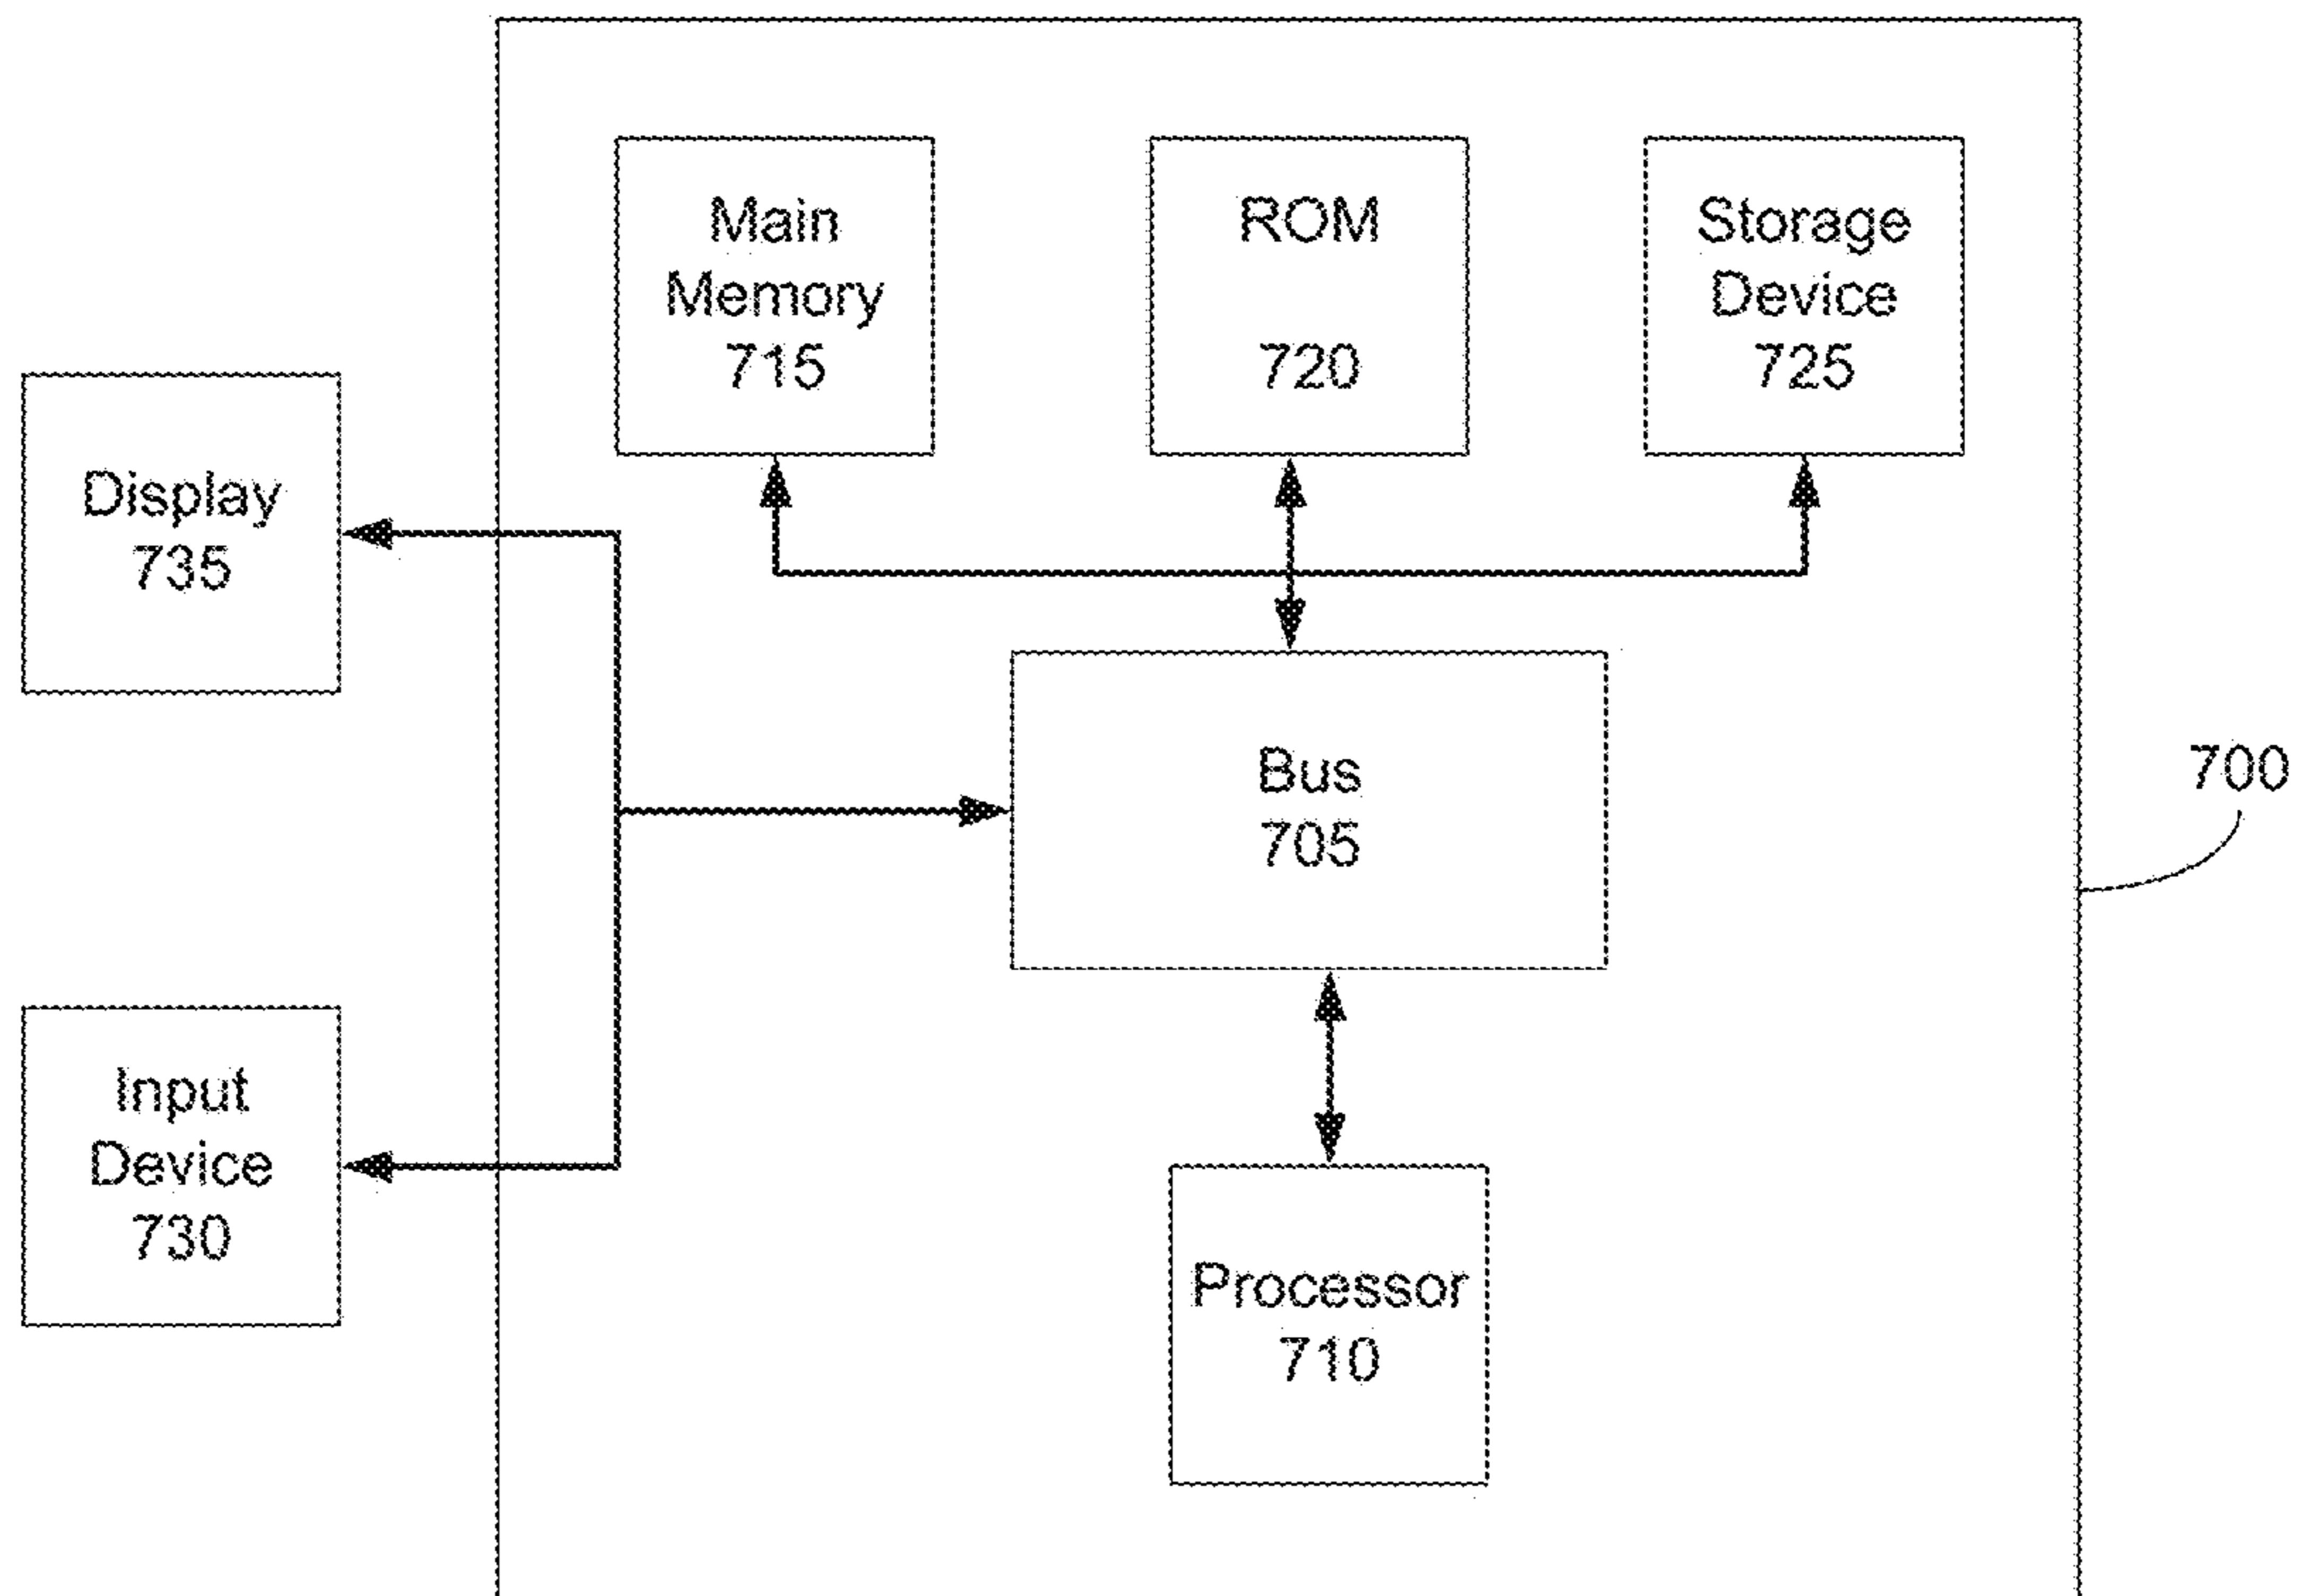 Main
Memory
715
ROM
720
Storage
Device
725
Display
735
Bus
705
700
Input
Device
730
Processor
710